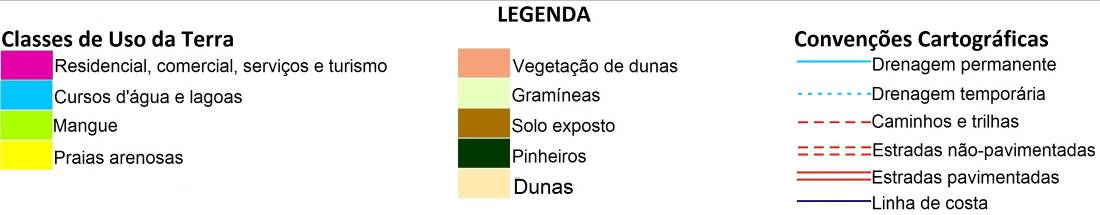 LEGENDA
Classes de Uso da Terra
Residencial, comercial, serviços e turismo
Cursos d'água e lagoas
Mangue
Praias arenosas
Vegetação de dunas
Gramíneas
Solo exposto
Pinheiros
Dunas
Convenções Cartográficas
Drenagem permanente
Drenagem temporária
Caminhos e trilhas
Estradas não-pavimentadas
Estradas pavimentadas
Linha de costa